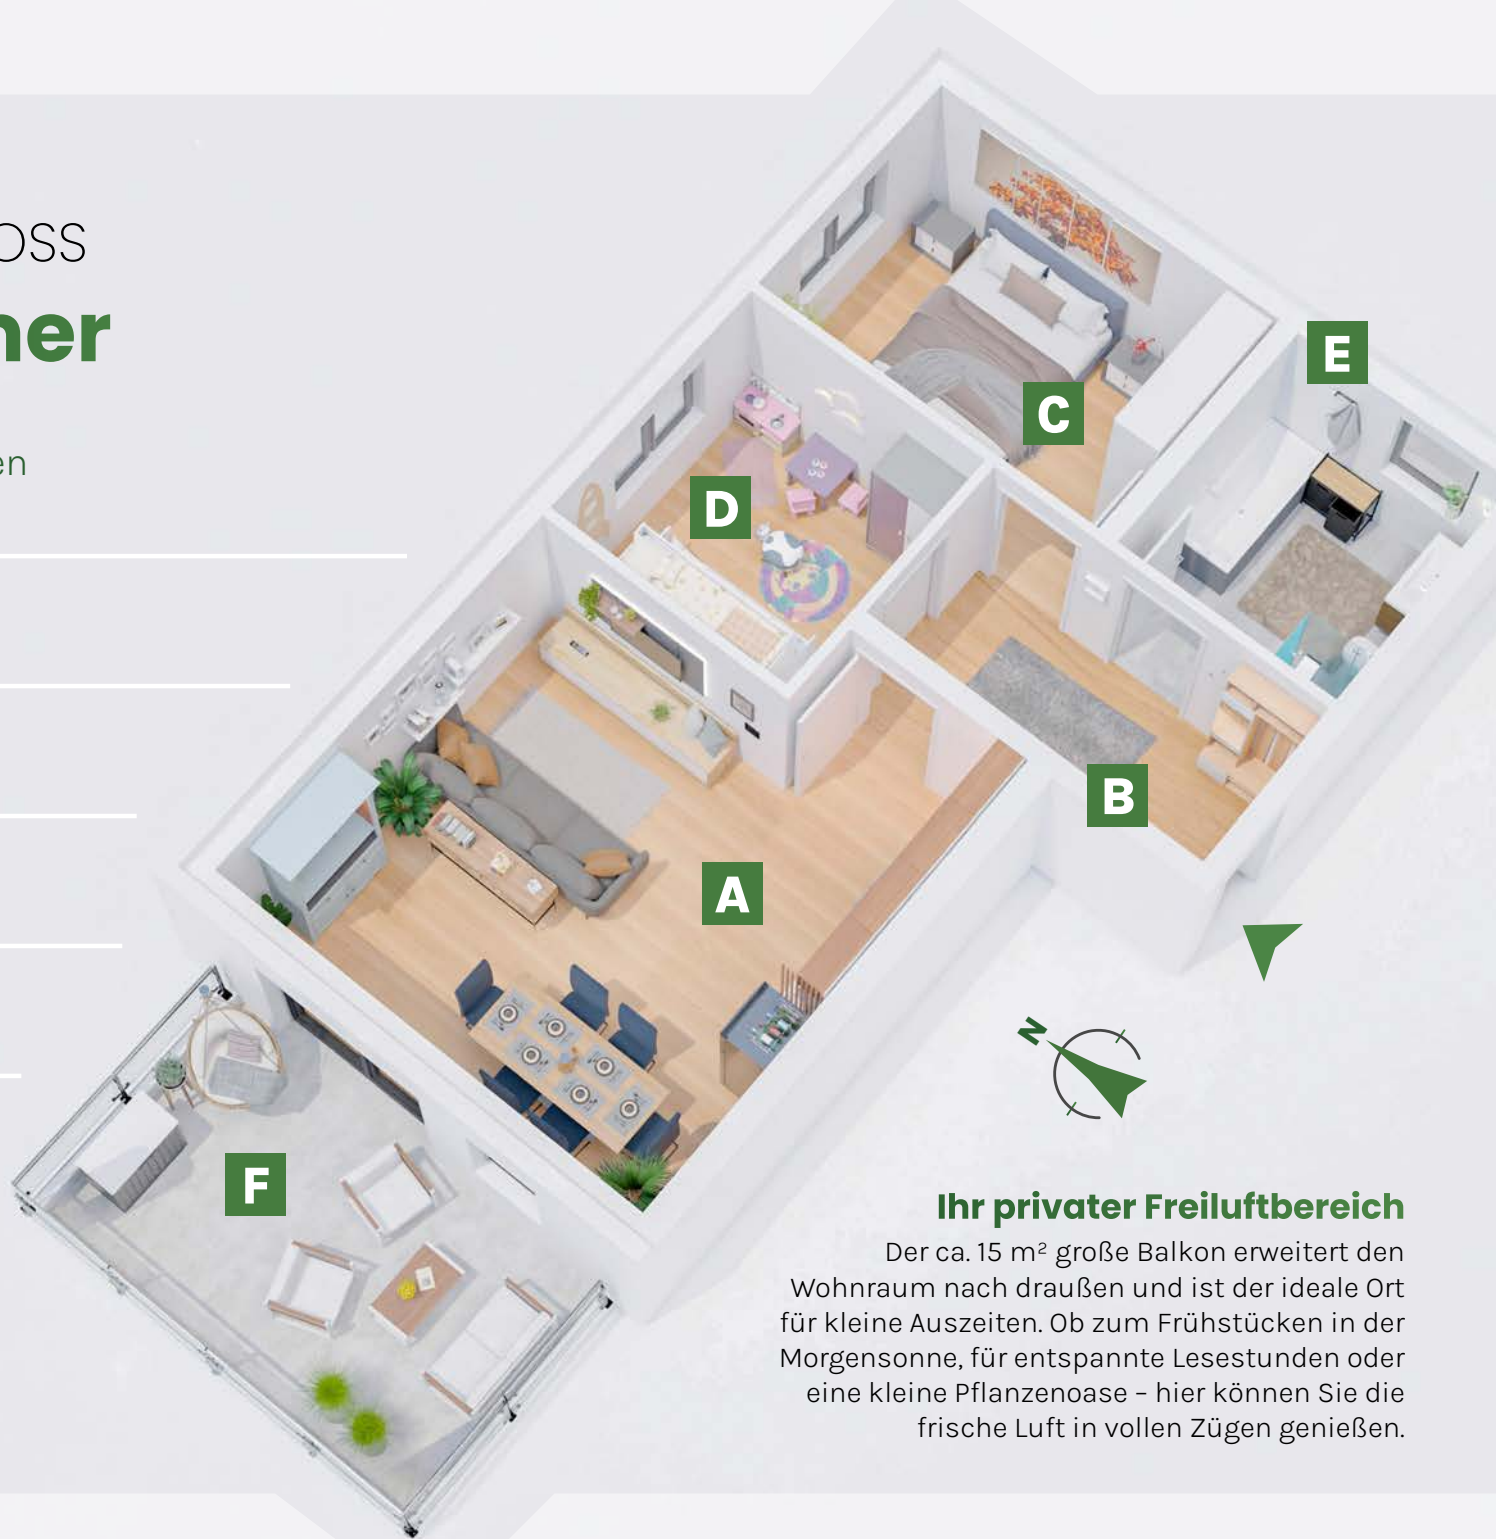 OSS
ner
en
E
C
D
B
A
N
F
Ihr privater Freiluftbereich
Der ca. 15 m² große Balkon erweitert den
Wohnraum nach draußen und ist der ideale Ort
für kleine Auszeiten. Ob zum Frühstücken in der
Morgensonne, für entspannte Lesestunden oder
eine kleine Pflanzenoase – hier können Sie die
frische Luft in vollen Zügen genießen.